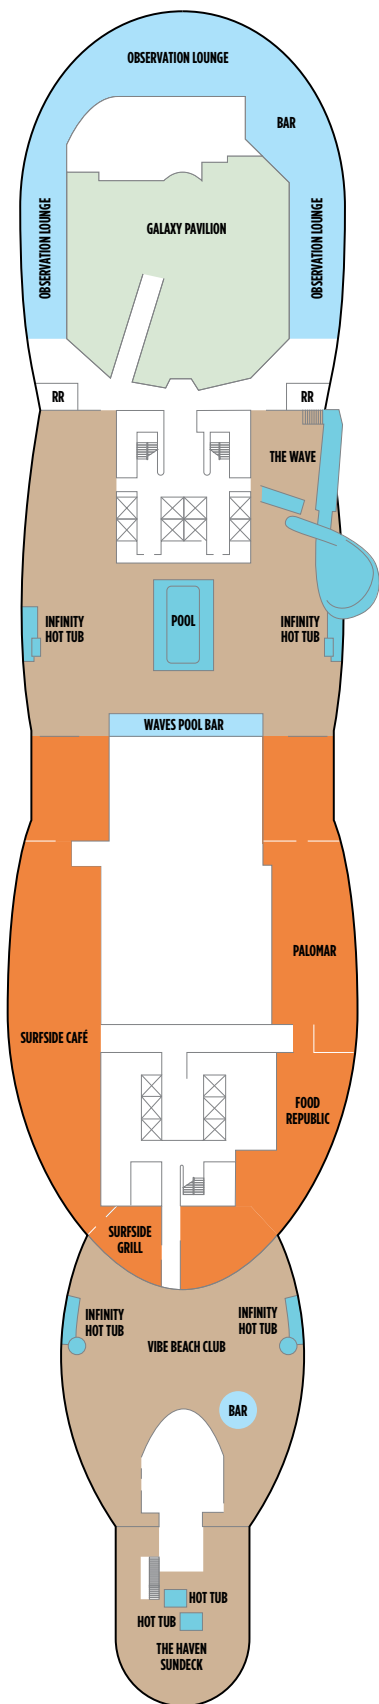 OBSERVATION LOUNGE
BAR
OBSERVATION LOUNGE
GALAXY PAVILION
OBSERVATION LOUNGE
RR
RR
THE WAVE
INFINITY
HOT TUB
POOL
INFINITY
HOT TUB
WAVES POOL BAR
PALOMAR
SURFSIDE CAFÉ
FOOD
REPUBLIC
SURFSIDE
GRILL
INFINITY
HOT TUB
INFINITY
HOT TUB
VIBE BEACH CLUB
BAR
HOT TUB
HOT TUB
THE HAVEN
SUNDECK